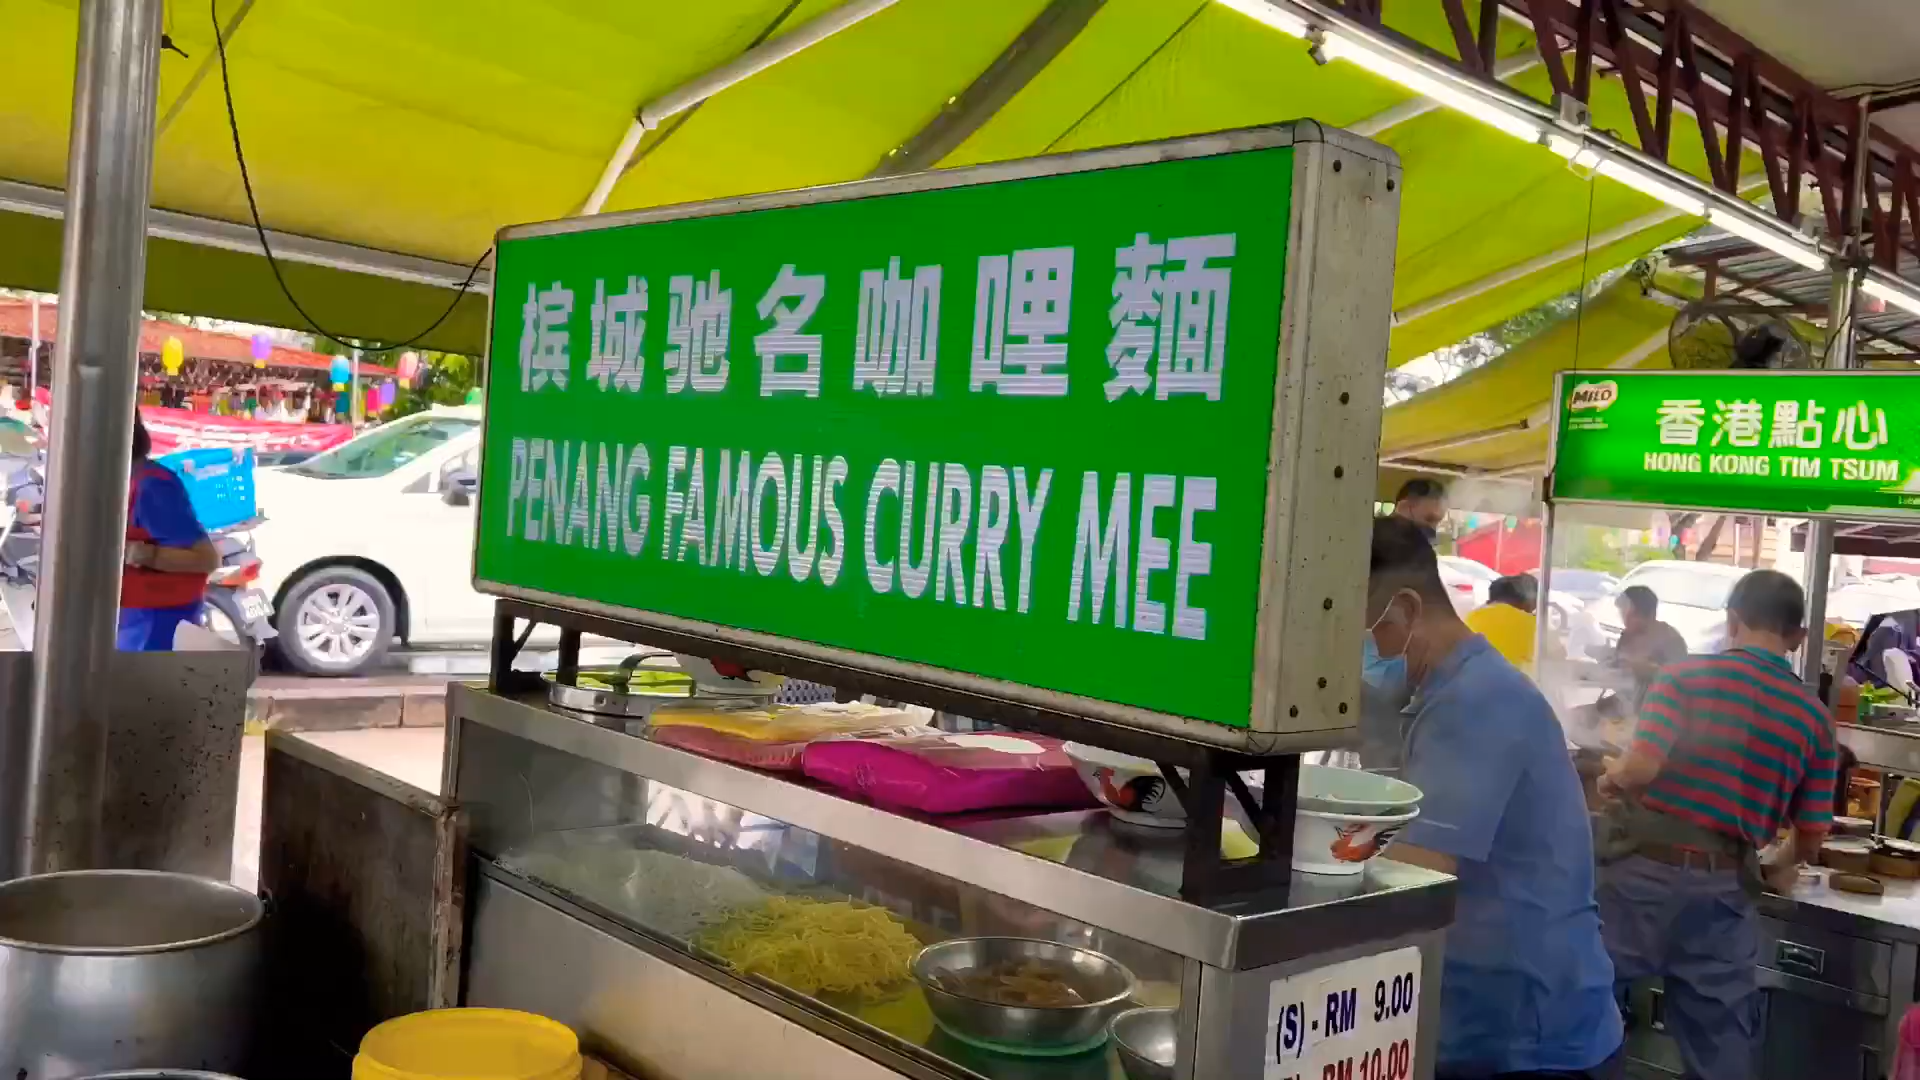 槟城驰名咖哩麵
PENANG FAMOUS CURRY MEE
MILO
香港點心
HONG KONG TIM TSUM
(S) - RM 9.00
RM 10.00